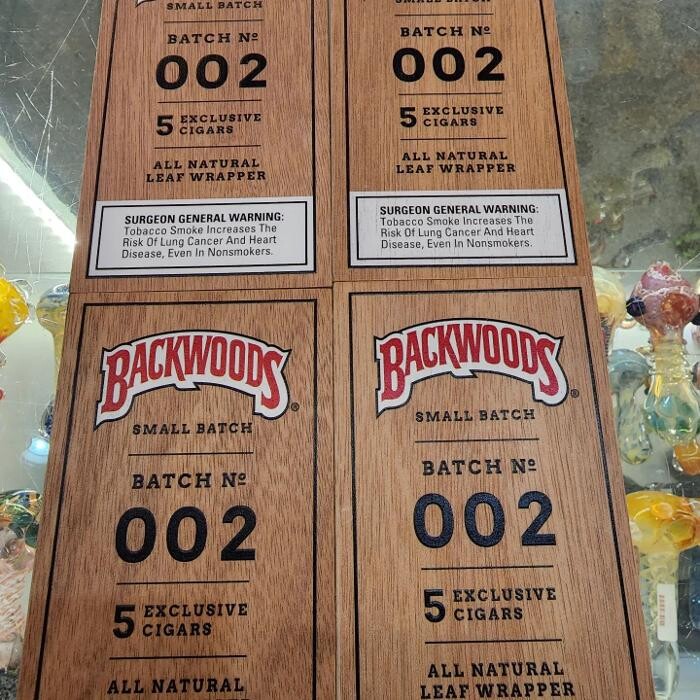 SMALL BATCH
BATCH Nº
002
5 EXCLUSIVE
CIGARS
ALL NATURAL
LEAF WRAPPER
SURGEON GENERAL WARNING:
Tobacco Smoke Increases The
Risk Of Lung Cancer And Heart
Disease, Even In Nonsmokers.
SMALL BATCH
BATCH Nº
002
5 EXCLUSIVE
CIGARS
ALL NATURAL
LEAF WRAPPER
SURGEON GENERAL WARNING:
Tobacco Smoke Increases The
Risk Of Lung Cancer And Heart
Disease, Even In Nonsmokers.
BACKWOODS®
SMALL BATCH
BATCH Nº
002
5 EXCLUSIVE
CIGARS
ALL NATURAL
BACKWOODS®
SMALL BATCH
BATCH Nº
002
5 EXCLUSIVE
CIGARS
ALL NATURAL
LEAF WRAPPER